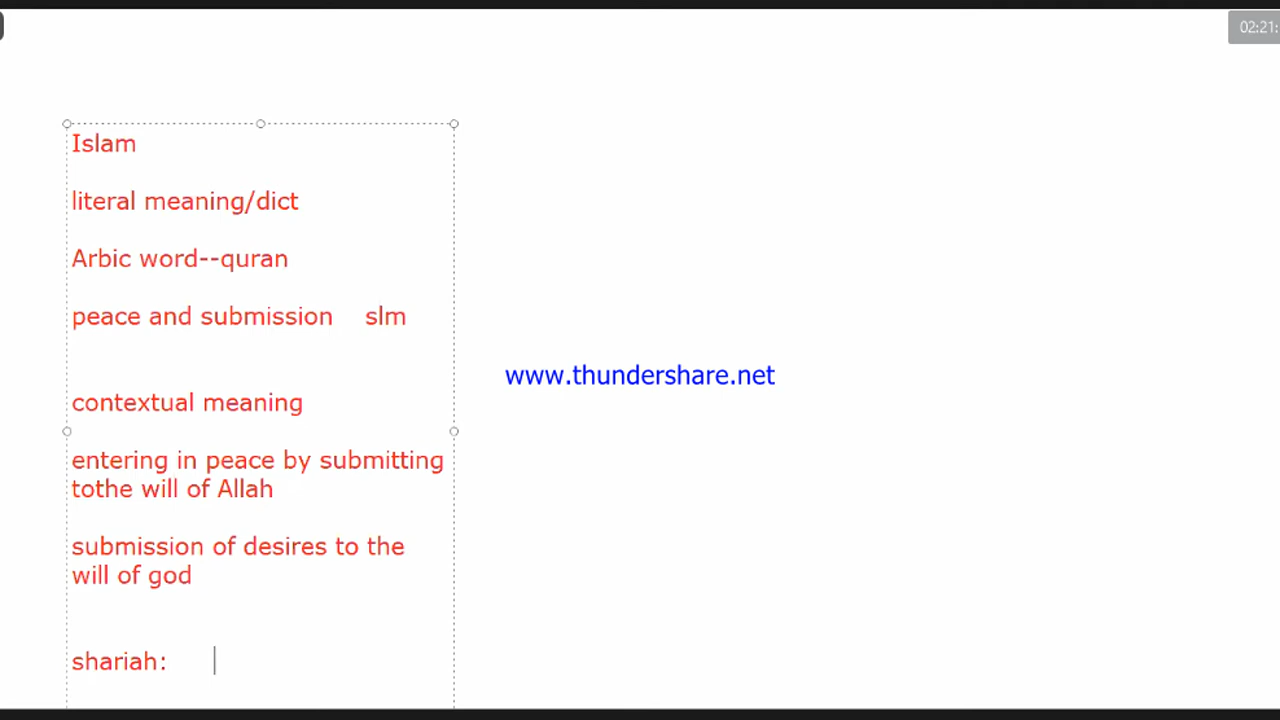 02:21:
Islam
literal meaning/dict
Arbic word--quran
peace and submission slm
www.thundershare.net
contextual meaning
entering in peace by submitting
tothe will of Allah
submission of desires to the
will of god
shariah: